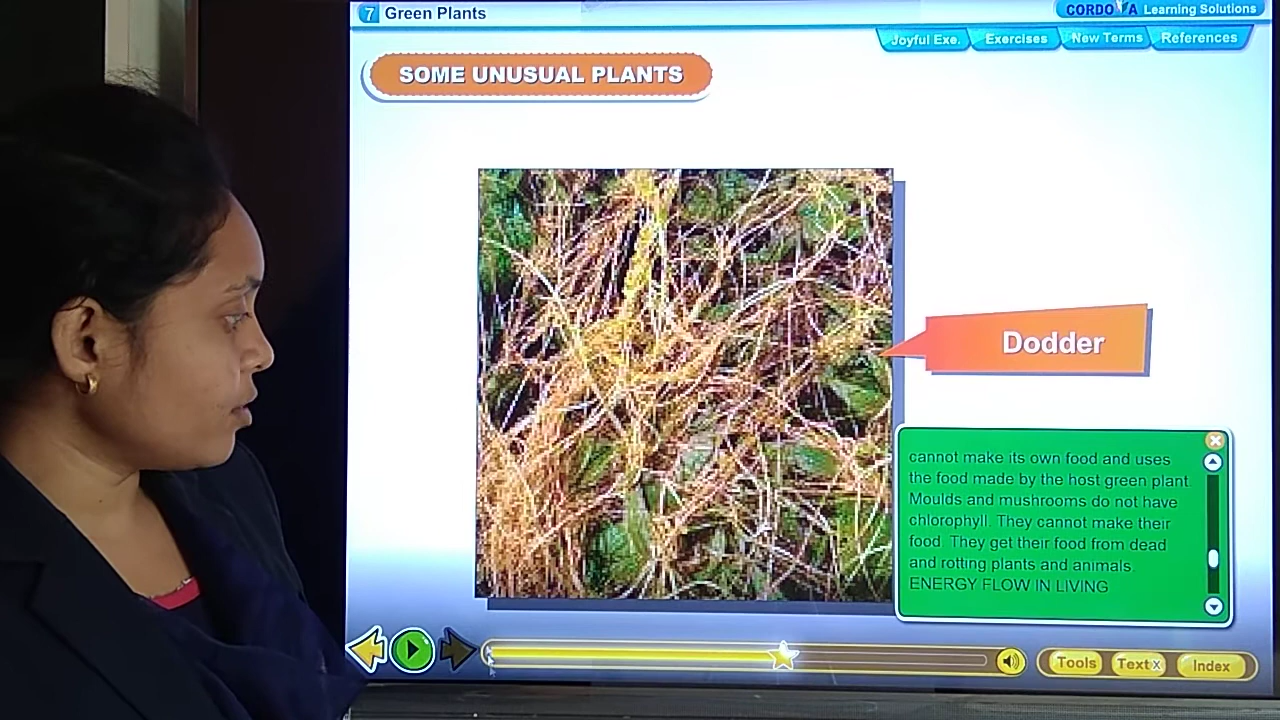 7 Green Plants
CORDOVA Learning Solutions
Joyful Exe. Exercises New Terms References
SOME UNUSUAL PLANTS
Dodder
cannot make its own food and uses
the food made by the host green plant
Moulds and mushrooms do not have
chlorophyll. They cannot make their
food. They get their food from dead
and rotting plants and animals.
ENERGY FLOW IN LIVING
Tools Text x Index